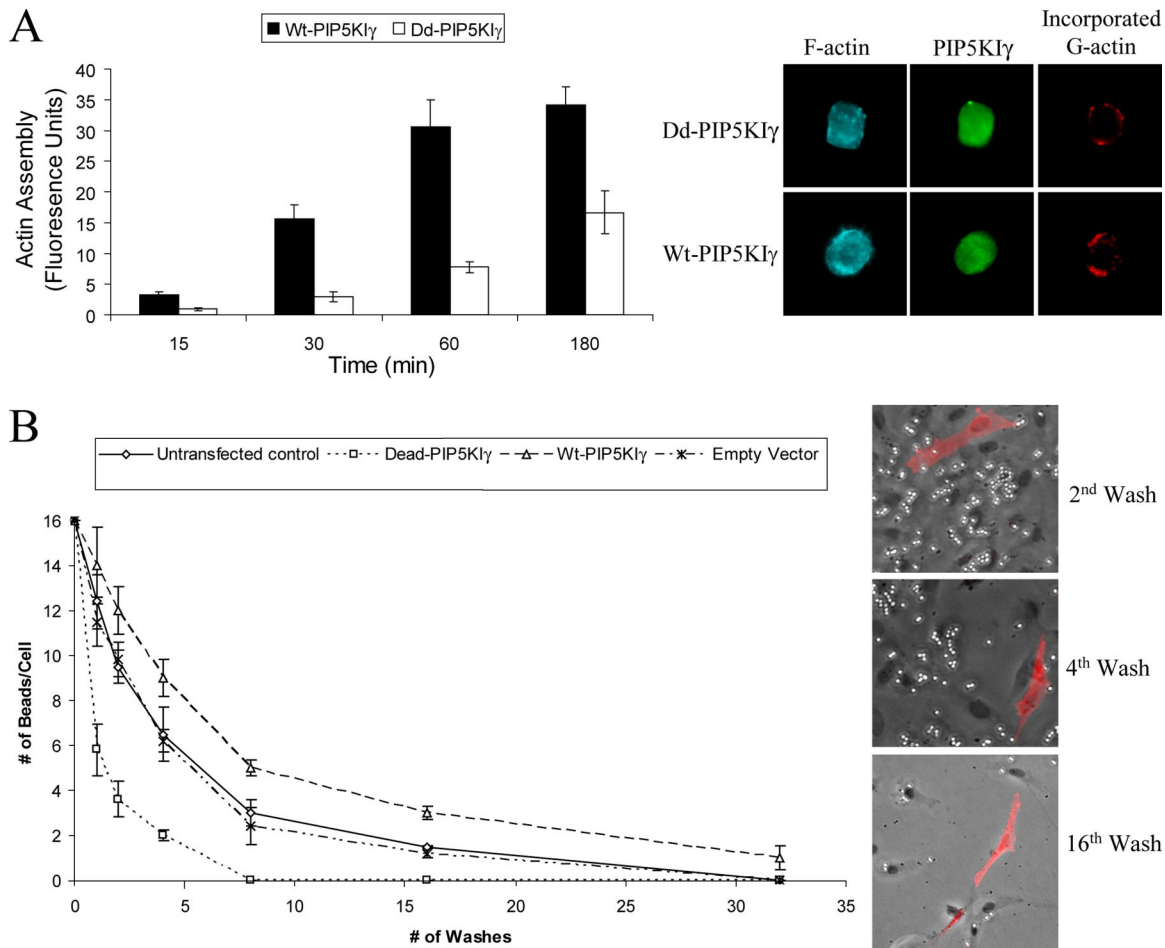 A
Wt-PIP5KIγ Dd-PIP5KIγ
Actin Assembly
(Fluoresence Units)
40
35
30
25
20
15
10
5
0
15 30 60 180
Time (min)
F-actin PIP5KIγ Incorporated
G-actin
Dd-PIP5KIγ
Wt-PIP5KIγ
B
Untransfected control Dead-PIP5KIγ Wt-PIP5KIγ Empty Vector
# of Beads/Cell
16
14
12
10
8
6
4
2
0
0 5 10 15 20 25 30 35
# of Washes
2nd Wash
4th Wash
16th Wash